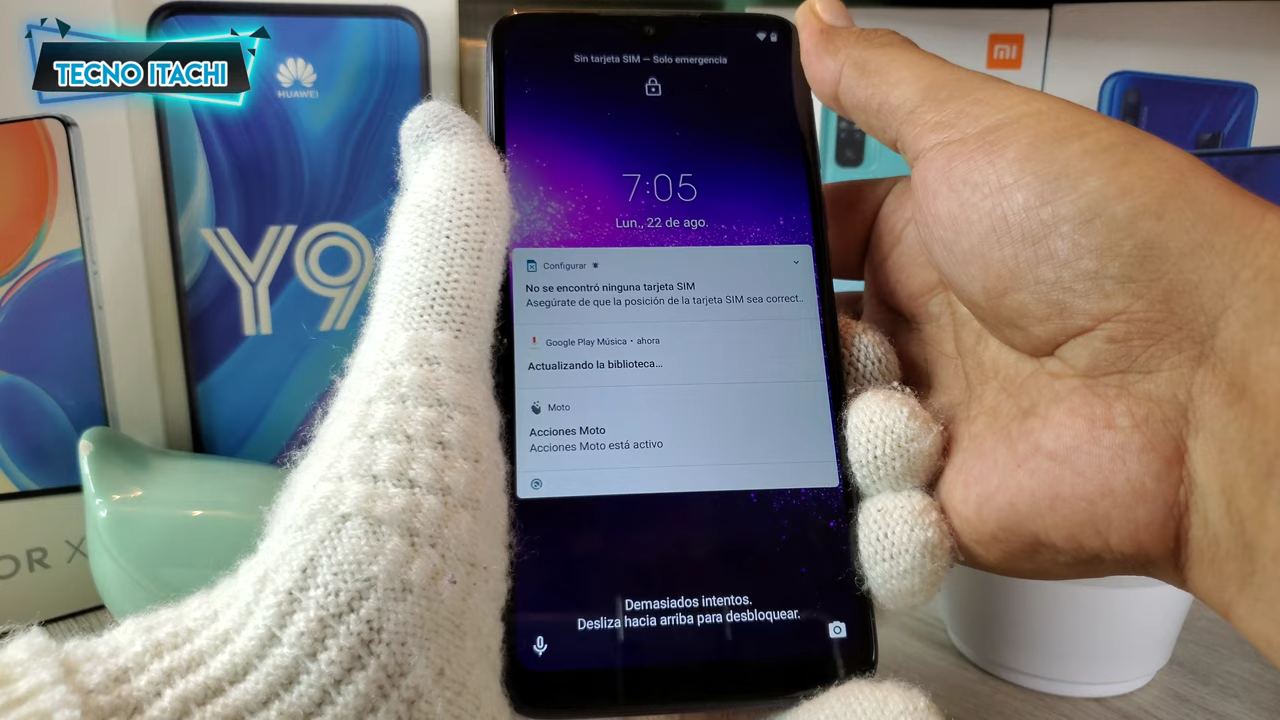 TECNO ITACHI
HUAWEI
Y9
OR X
mi
Sin tarjeta SIM — Solo emergencia
7:05
Lun., 22 de ago.
Configurar
No se encontró ninguna tarjeta SIM
Asegúrate de que la posición de la tarjeta SIM sea correct..
Google Play Música • ahora
Actualizando la biblioteca...
Moto
Acciones Moto
Acciones Moto está activo
Demasiados intentos.
Desliza hacia arriba para desbloquear.